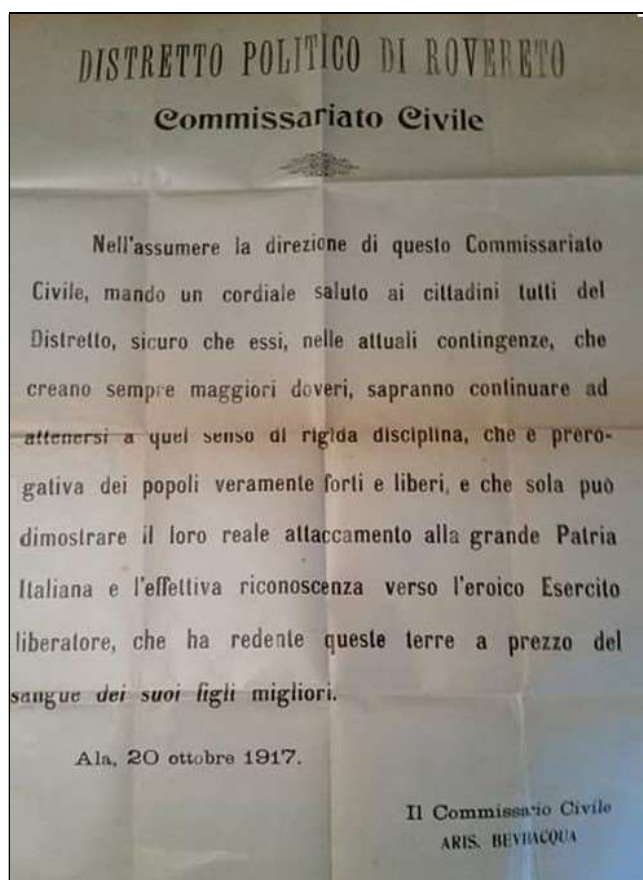 DISTRETTO POLITICO DI ROVERETO
Commissariato Civile
Nell'assumere la direzione di questo Commissariato
Civile, mando un cordiale saluto ai cittadini tutti del
Distretto, sicuro che essi, nelle attuali contingenze, che
creano sempre maggiori doveri, sapranno continuare ad
attenersi a quel senso di rigida disciplina, che è prero-
gativa dei popoli veramente forti e liberi, e che sola può
dimostrare il loro reale attaccamento alla grande Patria
Italiana e l'effettiva riconoscenza verso l'eroico Esercito
liberatore, che ha redente queste terre a prezzo del
sangue dei suoi figli migliori.
Ala, 20 ottobre 1917.
Il Commissario Civile
ARIS. BEVILACQUA